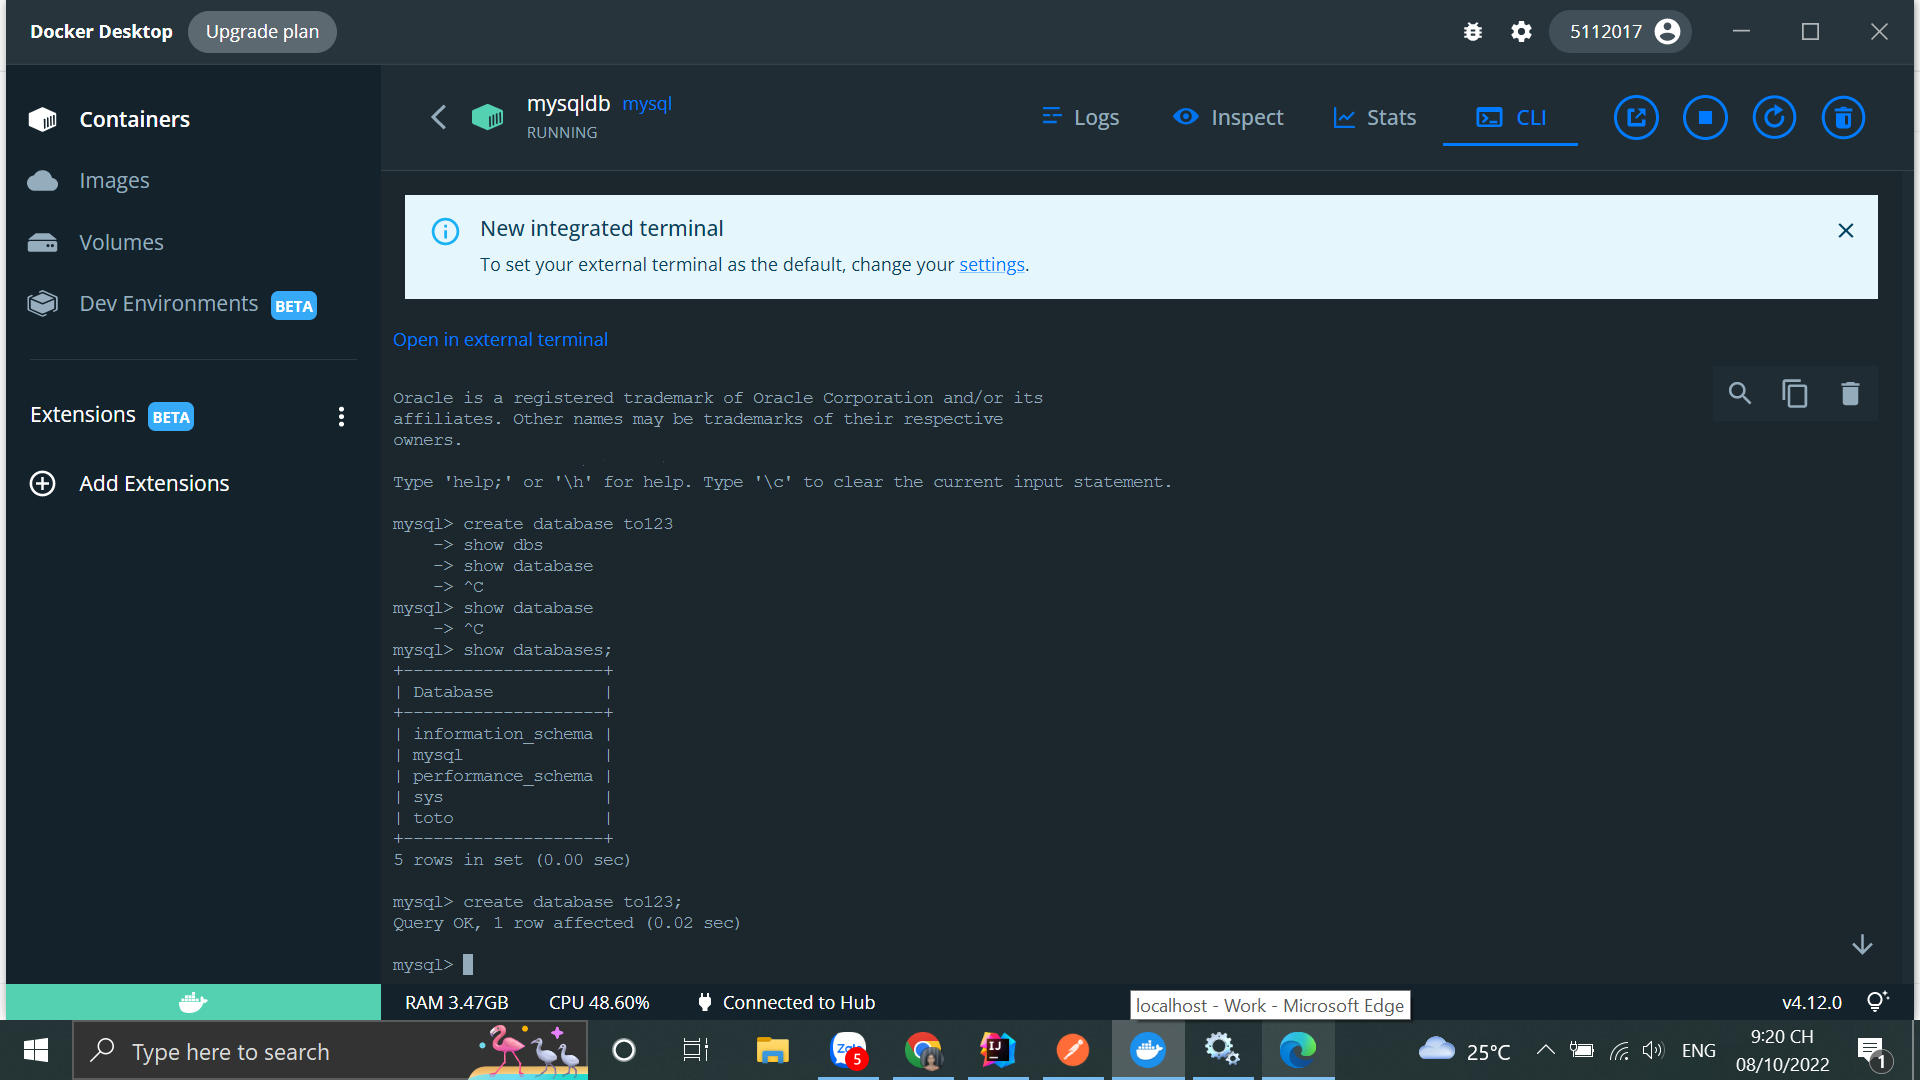 Docker Desktop
Upgrade plan
5112017
Containers
Images
Volumes
Dev Environments BETA
Extensions BETA
Add Extensions
mysqldb mysql
RUNNING
Logs
Inspect
Stats
CLI
New integrated terminal
To set your external terminal as the default, change your settings.
Open in external terminal
Oracle is a registered trademark of Oracle Corporation and/or its
affiliates. Other names may be trademarks of their respective
owners.
Type 'help;' or '\h' for help. Type '\c' to clear the current input statement.
mysql> create database to123
-> show dbs
-> show database
-> ^C
mysql> show database
-> ^C
mysql> show databases;
+--------------------+
| Database           |
+--------------------+
| information_schema |
| mysql              |
| performance_schema |
| sys                |
| toto               |
+--------------------+
5 rows in set (0.00 sec)
mysql> create database to123;
Query OK, 1 row affected (0.02 sec)
mysql>
RAM 3.47GB CPU 48.60% Connected to Hub
localhost - Work - Microsoft Edge
v4.12.0
Type here to search
5
IJ
25°C
ENG
9:20 CH
08/10/2022
1